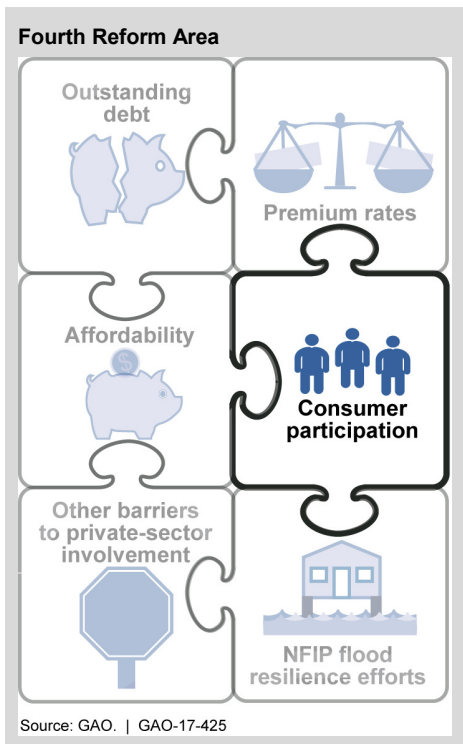 Fourth Reform Area
Outstanding
debt
Premium rates
Affordability
$
Consumer
participation
Other barriers
to private-sector
involvement
NFIP flood
resilience efforts
Source: GAO. | GAO-17-425